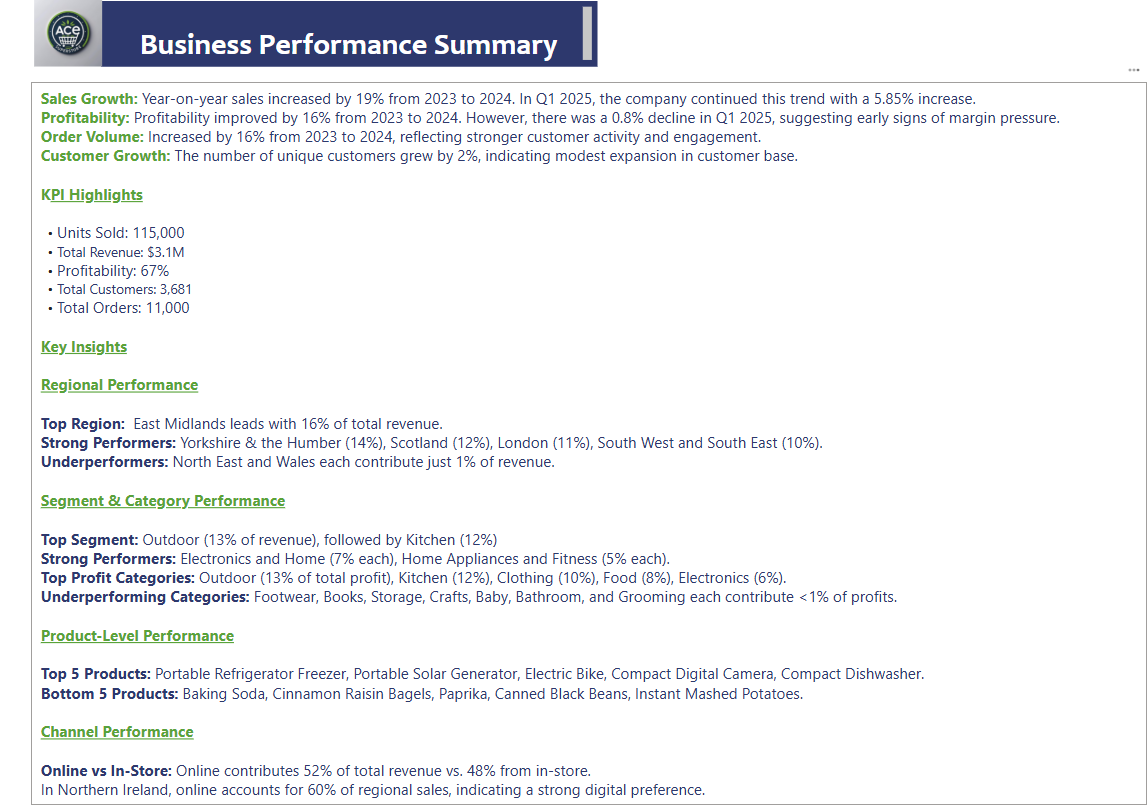 ACE
Business Performance Summary
Sales Growth: Year-on-year sales increased by 19% from 2023 to 2024. In Q1 2025, the company continued this trend with a 5.85% increase.
Profitability: Profitability improved by 16% from 2023 to 2024. However, there was a 0.8% decline in Q1 2025, suggesting early signs of margin pressure.
Order Volume: Increased by 16% from 2023 to 2024, reflecting stronger customer activity and engagement.
Customer Growth: The number of unique customers grew by 2%, indicating modest expansion in customer base.
KPI Highlights
• Units Sold: 115,000
• Total Revenue: $3.1M
• Profitability: 67%
• Total Customers: 3,681
• Total Orders: 11,000
Key Insights
Regional Performance
Top Region: East Midlands leads with 16% of total revenue.
Strong Performers: Yorkshire & the Humber (14%), Scotland (12%), London (11%), South West and South East (10%).
Underperformers: North East and Wales each contribute just 1% of revenue.
Segment & Category Performance
Top Segment: Outdoor (13% of revenue), followed by Kitchen (12%)
Strong Performers: Electronics and Home (7% each), Home Appliances and Fitness (5% each).
Top Profit Categories: Outdoor (13% of total profit), Kitchen (12%), Clothing (10%), Food (8%), Electronics (6%).
Underperforming Categories: Footwear, Books, Storage, Crafts, Baby, Bathroom, and Grooming each contribute <1% of profits.
Product-Level Performance
Top 5 Products: Portable Refrigerator Freezer, Portable Solar Generator, Electric Bike, Compact Digital Camera, Compact Dishwasher.
Bottom 5 Products: Baking Soda, Cinnamon Raisin Bagels, Paprika, Canned Black Beans, Instant Mashed Potatoes.
Channel Performance
Online vs In-Store: Online contributes 52% of total revenue vs. 48% from in-store.
In Northern Ireland, online accounts for 60% of regional sales, indicating a strong digital preference.